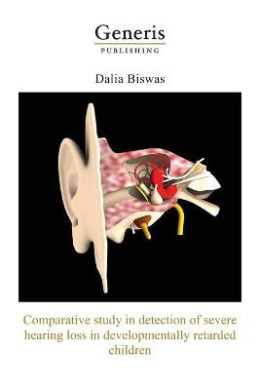 Generis
PUBLISHING
Dalia Biswas
Comparative study in detection of severe
hearing loss in developmentally retarded
children